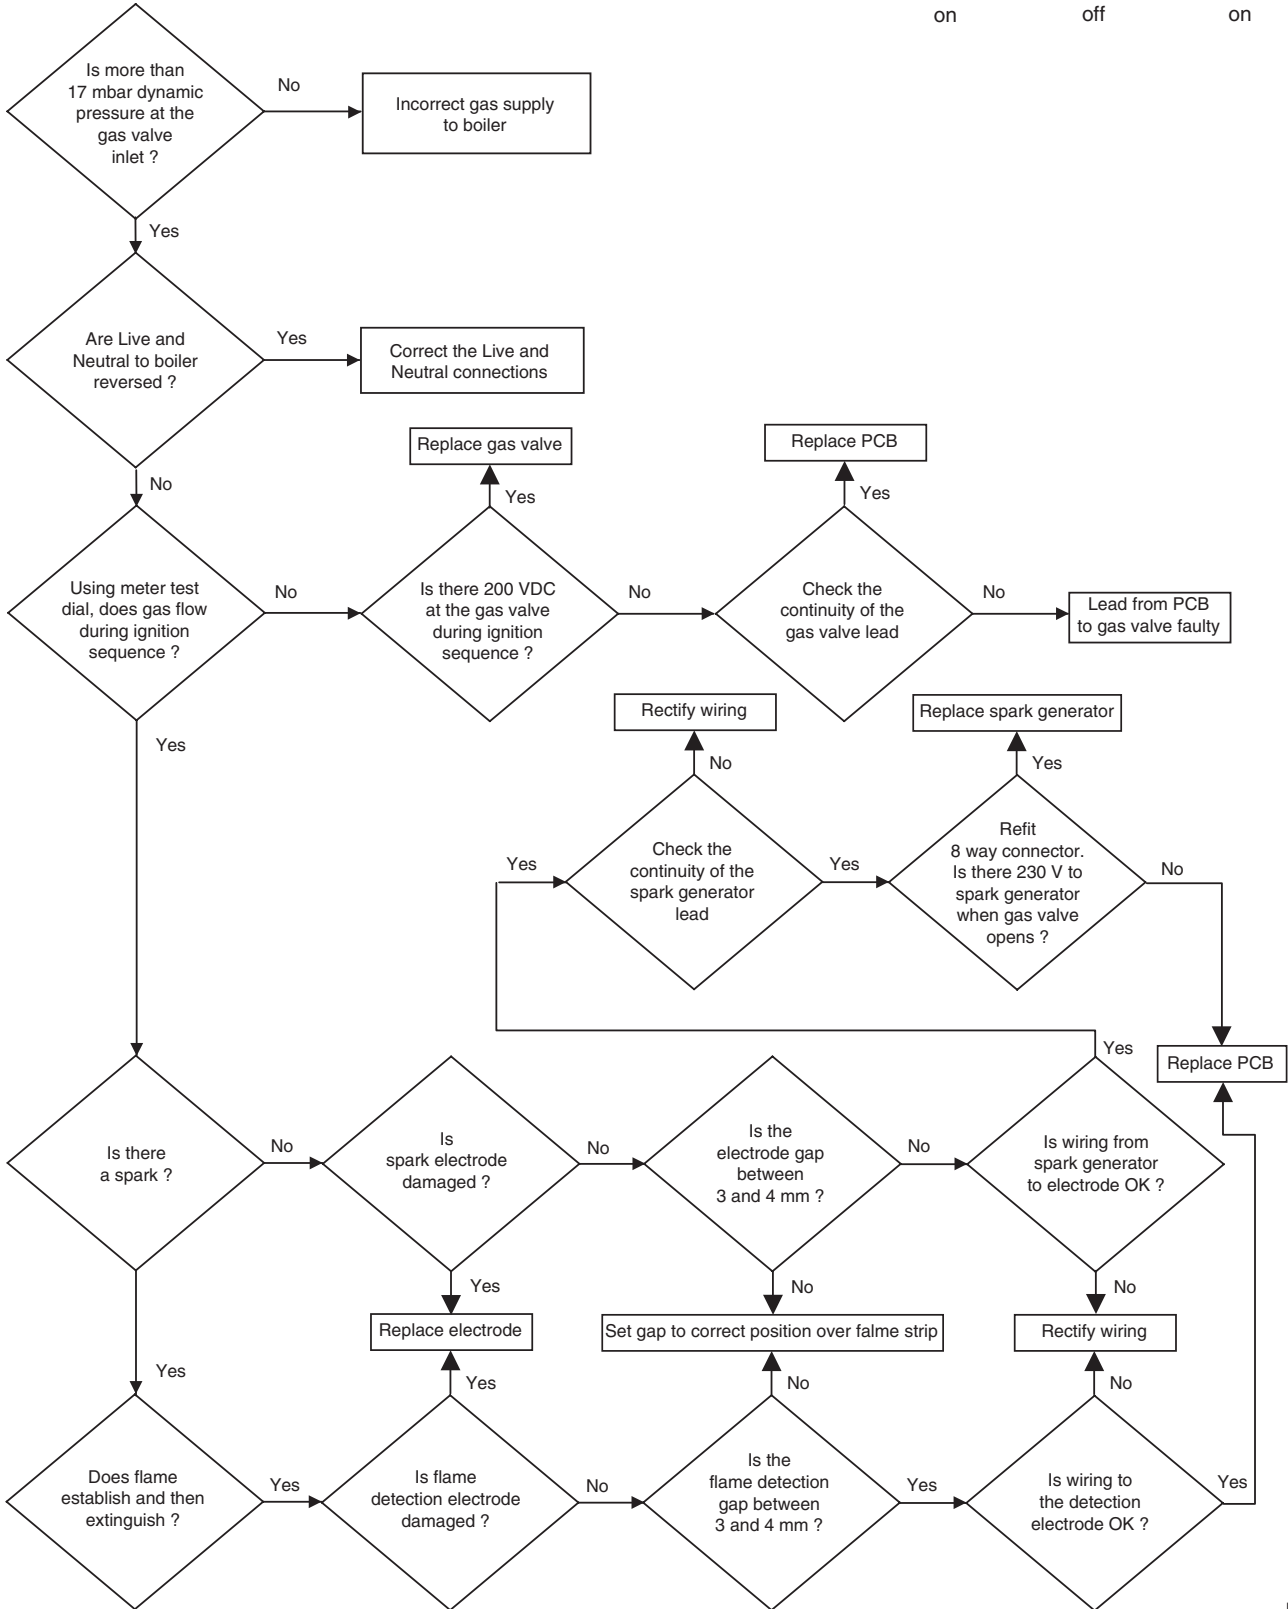 on off on
Is more than
17 mbar dynamic
pressure at the
gas valve
inlet ?
No
Incorrect gas supply
to boiler
Yes
Are Live and
Neutral to boiler
reversed ?
Yes
Correct the Live and
Neutral connections
No
Replace gas valve
Yes
Replace PCB
Yes
Using meter test
dial, does gas flow
during ignition
sequence ?
No
Is there 200 VDC
at the gas valve
during ignition
sequence ?
No
Check the
continuity of the
gas valve lead
No
Lead from PCB
to gas valve faulty
Yes
Rectify wiring
No
Replace spark generator
Yes
Yes
Check the
continuity of the
spark generator
lead
Yes
Refit
8 way connector.
Is there 230 V to
spark generator
when gas valve
opens ?
No
Yes
Replace PCB
Is there
a spark ?
No
Is
spark electrode
damaged ?
No
Is the
electrode gap
between
3 and 4 mm ?
No
Is wiring from
spark generator
to electrode OK ?
Yes
No
No
Replace electrode
Set gap to correct position over falme strip
Rectify wiring
Yes
Yes
No
No
Does flame
establish and then
extinguish ?
Yes
Is flame
detection electrode
damaged ?
No
Is the
flame detection
gap between
3 and 4 mm ?
Yes
Is wiring to
the detection
electrode OK ?
Yes